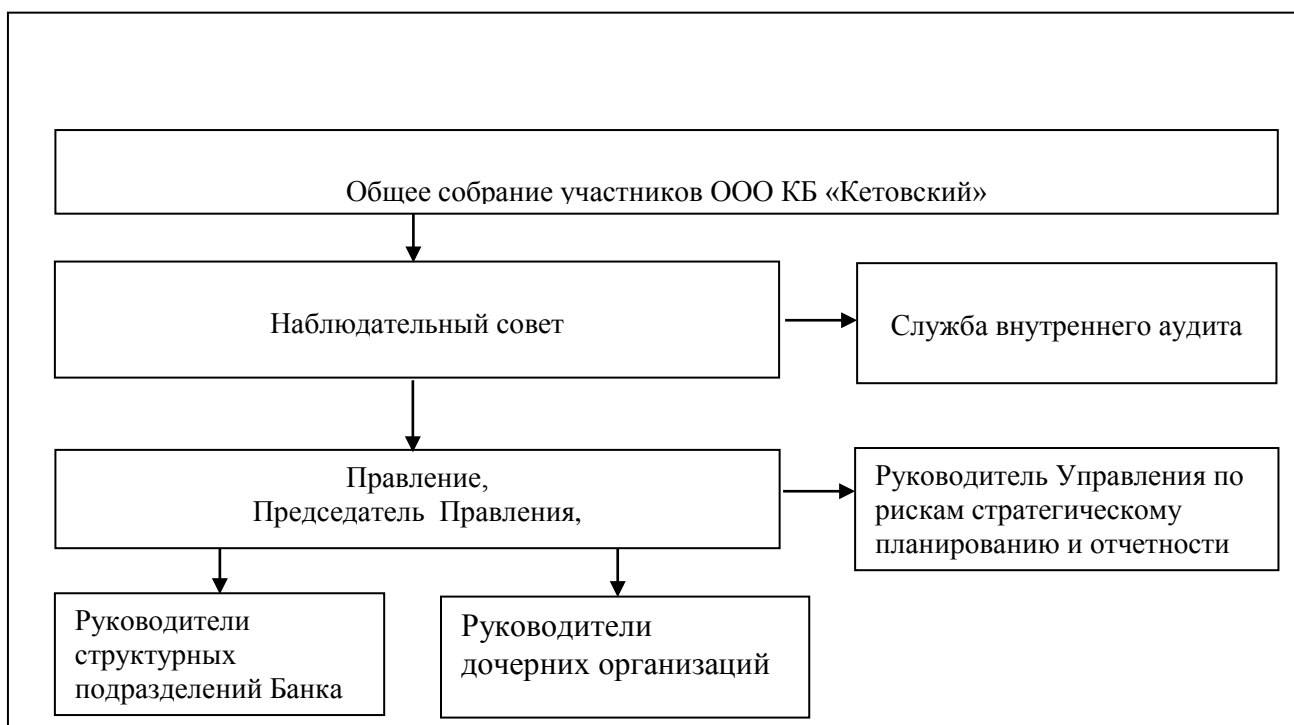 Общее собрание участников ООО КБ «Кетовский»
Наблюдательный совет
Служба внутреннего аудита
Правление,
Председатель Правления,
Руководитель Управления по
рискам стратегическому
планированию и отчетности
Руководители
структурных
подразделений Банка
Руководители
дочерних организаций